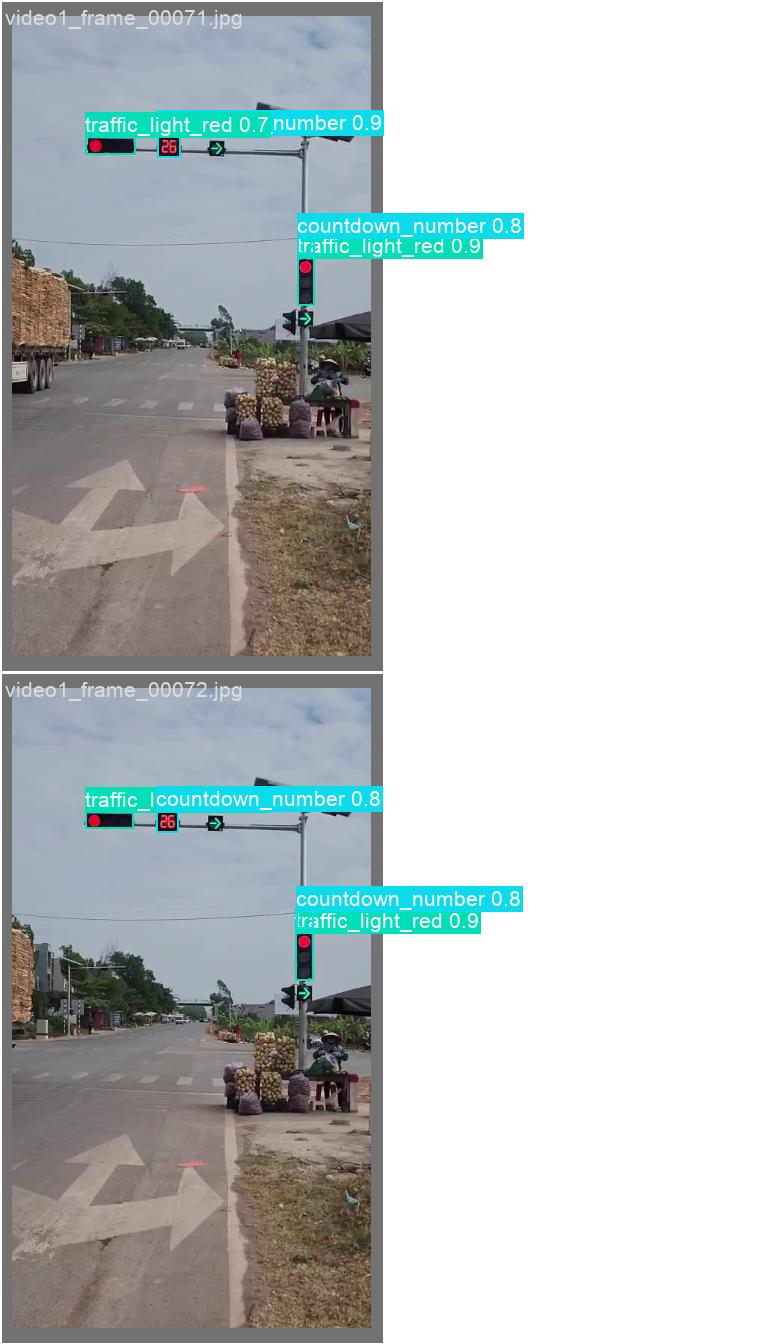 video1_frame_00071.jpg
traffic_light_red 0.7 number 0.9
26
countdown_number 0.8
traffic_light_red 0.9
video1_frame_00072.jpg
traffic_l countdown_number 0.8
26
countdown_number 0.8
traffic_light_red 0.9